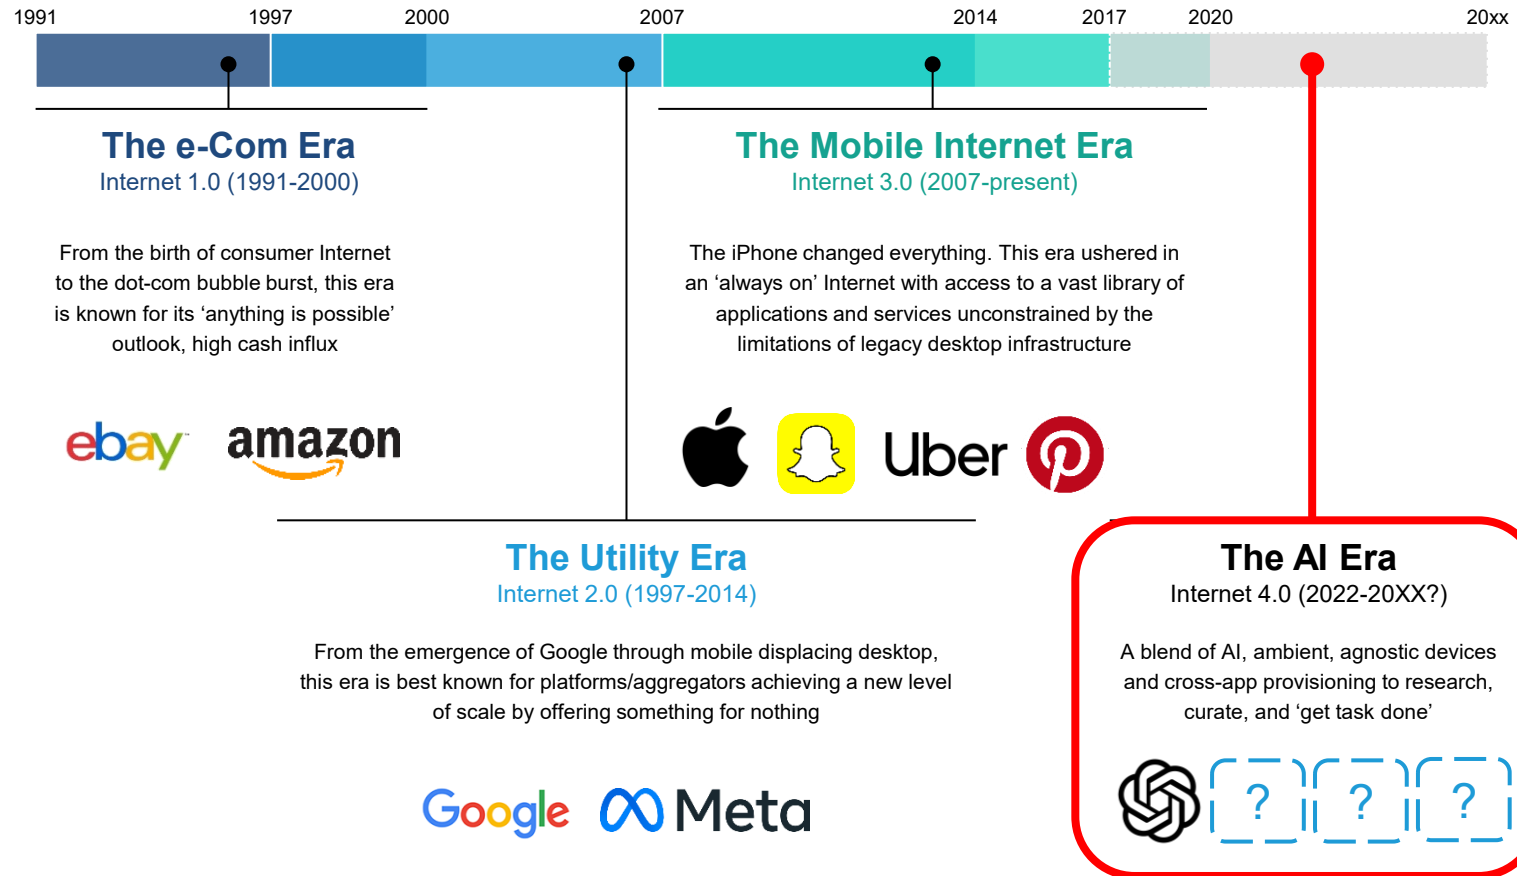 1991 1997 2000 2007 2014 2017 2020 20xx
The e-Com Era
Internet 1.0 (1991-2000)
From the birth of consumer Internet
to the dot-com bubble burst, this era
is known for its ‘anything is possible’
outlook, high cash influx
ebay
amazon
The Mobile Internet Era
Internet 3.0 (2007-present)
The iPhone changed everything. This era ushered in
an ‘always on’ Internet with access to a vast library of
applications and services unconstrained by the
limitations of legacy desktop infrastructure
Uber
The Utility Era
Internet 2.0 (1997-2014)
From the emergence of Google through mobile displacing desktop,
this era is best known for platforms/aggregators achieving a new level
of scale by offering something for nothing
Google
Meta
The AI Era
Internet 4.0 (2022-20XX?)
A blend of AI, ambient, agnostic devices
and cross-app provisioning to research,
curate, and ‘get task done’
? ? ?